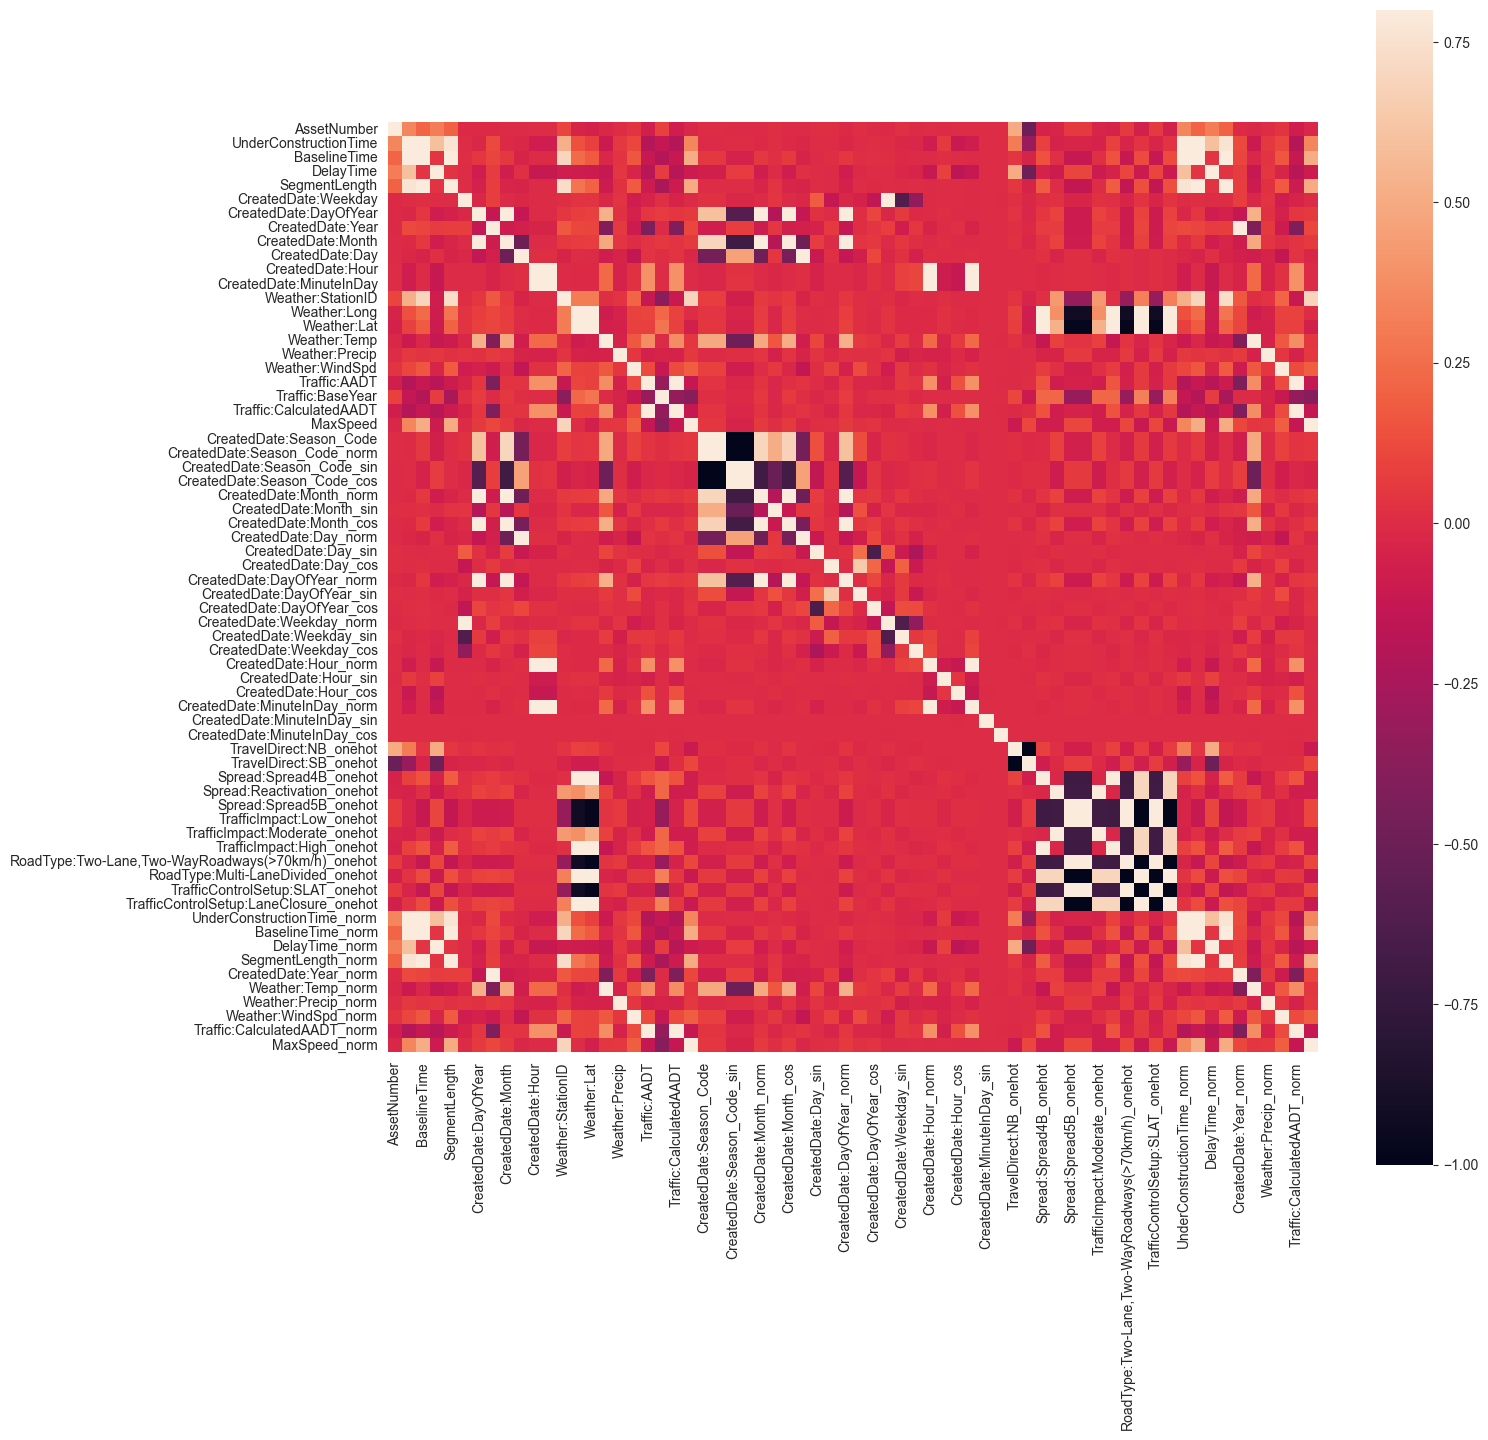 AssetNumber
UnderConstructionTime
BaselineTime
DelayTime
SegmentLength
CreatedDate:Weekday
CreatedDate:DayOfYear
CreatedDate:Year
CreatedDate:Month
CreatedDate:Day
CreatedDate:Hour
CreatedDate:MinuteInDay
Weather:StationID
Weather:Long
Weather:Lat
Weather:Temp
Weather:Precip
Weather:WindSpd
Traffic:AADT
Traffic:BaseYear
Traffic:CalculatedAADT
MaxSpeed
CreatedDate:Season_Code
CreatedDate:Season_Code_norm
CreatedDate:Season_Code_sin
CreatedDate:Season_Code_cos
CreatedDate:Month_norm
CreatedDate:Month_sin
CreatedDate:Month_cos
CreatedDate:Day_norm
CreatedDate:Day_sin
CreatedDate:Day_cos
CreatedDate:DayOfYear_norm
CreatedDate:DayOfYear_sin
CreatedDate:DayOfYear_cos
CreatedDate:Weekday_norm
CreatedDate:Weekday_sin
CreatedDate:Weekday_cos
CreatedDate:Hour_norm
CreatedDate:Hour_sin
CreatedDate:Hour_cos
CreatedDate:MinuteInDay_norm
CreatedDate:MinuteInDay_sin
CreatedDate:MinuteInDay_cos
TravelDirect:NB_onehot
TravelDirect:SB_onehot
Spread:Spread4B_onehot
Spread:Reactivation_onehot
Spread:Spread5B_onehot
TrafficImpact:Low_onehot
TrafficImpact:Moderate_onehot
TrafficImpact:High_onehot
RoadType:Two-Lane,Two-WayRoadways(>70km/h)_onehot
RoadType:Multi-LaneDivided_onehot
TrafficControlSetup:SLAT_onehot
TrafficControlSetup:LaneClosure_onehot
UnderConstructionTime_norm
BaselineTime_norm
DelayTime_norm
SegmentLength_norm
CreatedDate:Year_norm
Weather:Temp_norm
Weather:Precip_norm
Weather:WindSpd_norm
Traffic:CalculatedAADT_norm
MaxSpeed_norm
AssetNumber
BaselineTime
SegmentLength
CreatedDate:DayOfYear
CreatedDate:Month
CreatedDate:Hour
Weather:StationID
Weather:Lat
Weather:Precip
Traffic:AADT
Traffic:CalculatedAADT
CreatedDate:Season_Code
CreatedDate:Season_Code_sin
CreatedDate:Month_norm
CreatedDate:Month_cos
CreatedDate:Day_sin
CreatedDate:DayOfYear_norm
CreatedDate:DayOfYear_cos
CreatedDate:Weekday_sin
CreatedDate:Hour_norm
CreatedDate:Hour_cos
CreatedDate:MinuteInDay_sin
TravelDirect:NB_onehot
Spread:Spread4B_onehot
Spread:Spread5B_onehot
TrafficImpact:Moderate_onehot
RoadType:Two-Lane,Two-WayRoadways(>70km/h)_onehot
TrafficControlSetup:SLAT_onehot
UnderConstructionTime_norm
DelayTime_norm
CreatedDate:Year_norm
Weather:Precip_norm
Traffic:CalculatedAADT_norm
0.75
0.50
0.25
0.00
−0.25
−0.50
−0.75
−1.00